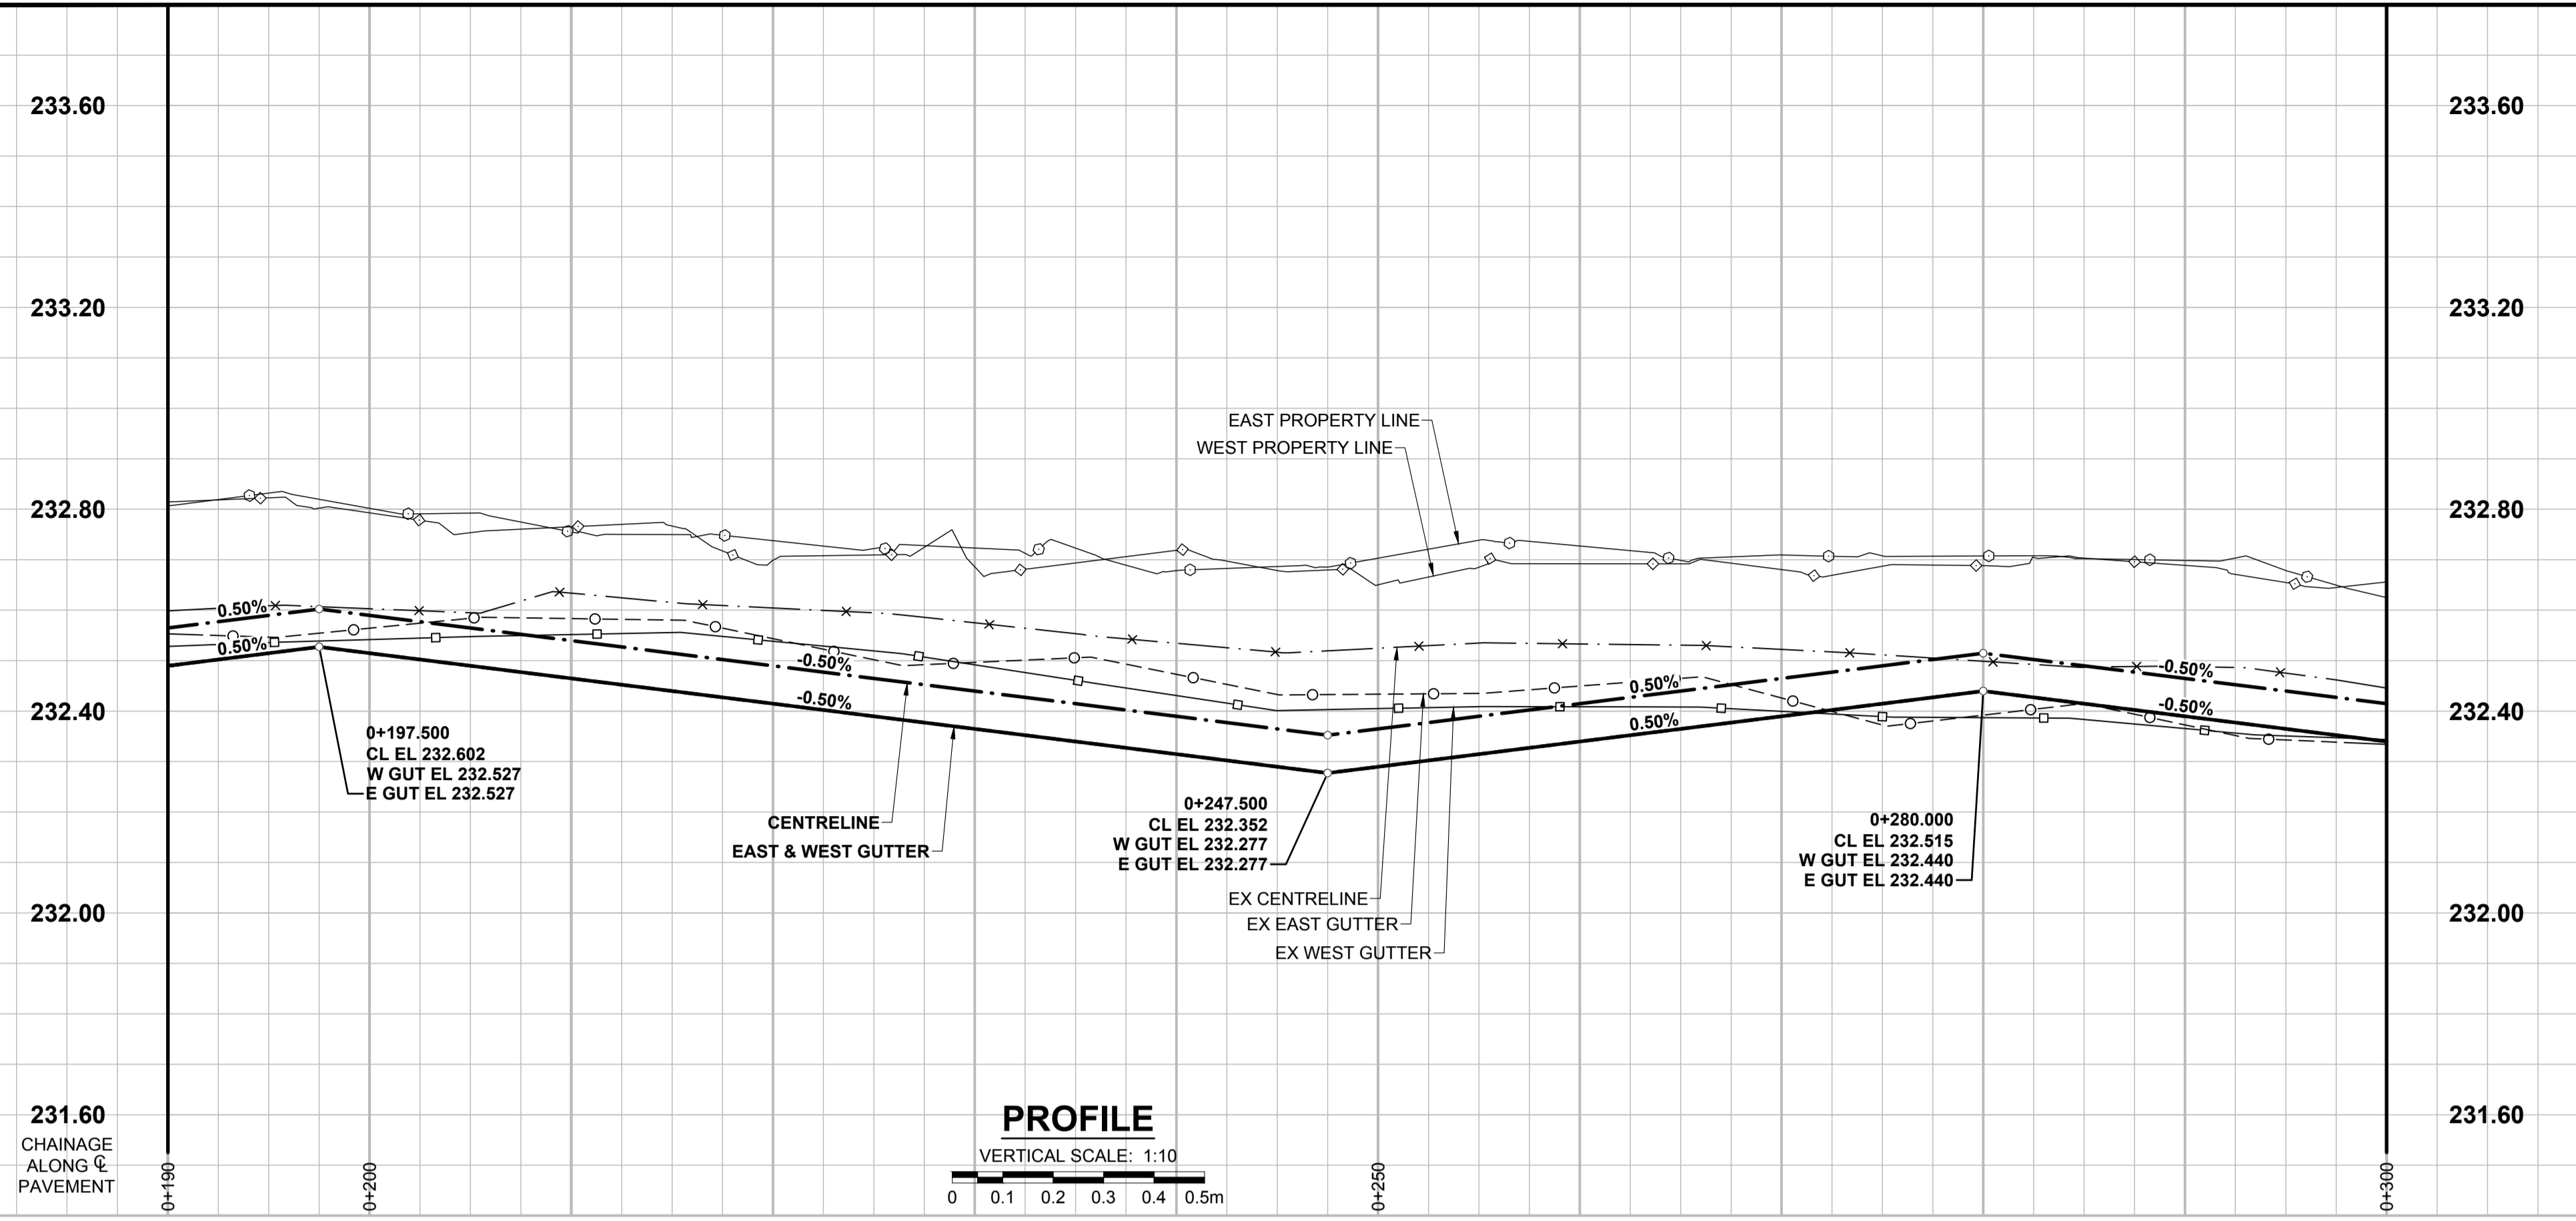 233.60
233.60
233.20
233.20
EAST PROPERTY LINE
WEST PROPERTY LINE
232.80
232.80
0.50%
0.50%
-0.50%
-0.50%
0.50%
0.50%
-0.50%
-0.50%
232.40
232.40
0+197.500
CL EL 232.602
W GUT EL 232.527
E GUT EL 232.527
CENTRELINE
EAST & WEST GUTTER
0+247.500
CL EL 232.352
W GUT EL 232.277
E GUT EL 232.277
0+280.000
CL EL 232.515
W GUT EL 232.440
E GUT EL 232.440
EX CENTRELINE
EX EAST GUTTER
EX WEST GUTTER
232.00
232.00
231.60
231.60
CHAINAGE
ALONG ℄
PAVEMENT
PROFILE
VERTICAL SCALE: 1:10
0 0.1 0.2 0.3 0.4 0.5m
0+190
0+200
0+250
0+300